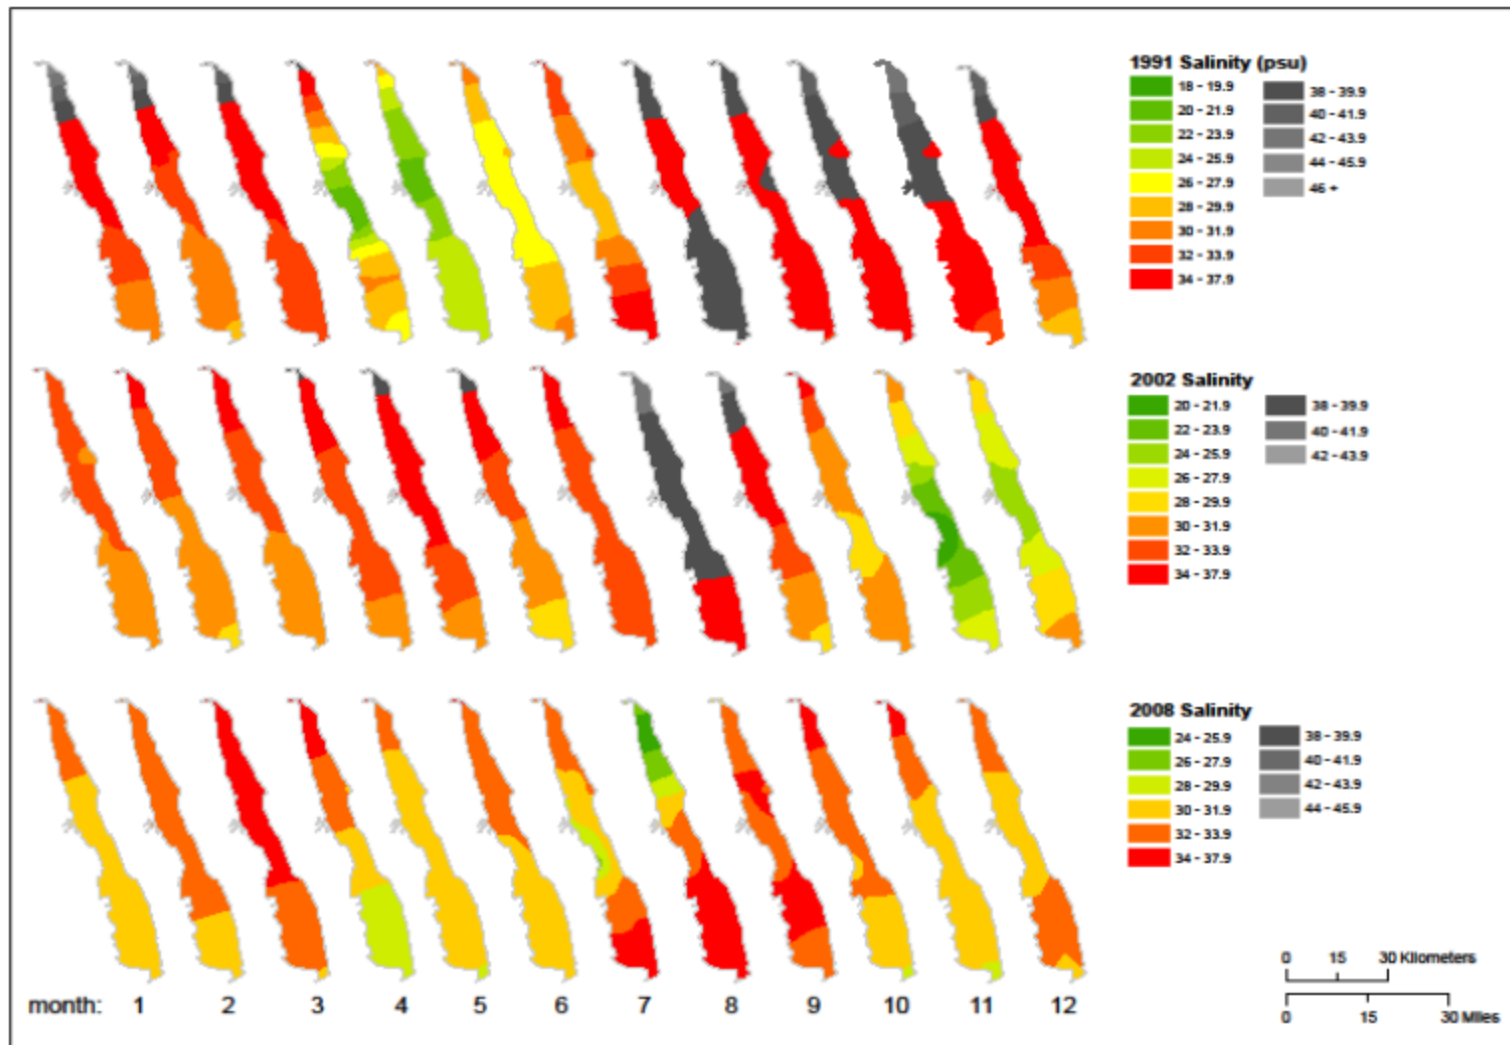 1991 Salinity (psu)
18 - 19.9
20 - 21.9
22 - 23.9
24 - 25.9
26 - 27.9
28 - 29.9
30 - 31.9
32 - 33.9
34 - 37.9
38 - 39.9
40 - 41.9
42 - 43.9
44 - 45.9
46 +
2002 Salinity
20 - 21.9
22 - 23.9
24 - 25.9
26 - 27.9
28 - 29.9
30 - 31.9
32 - 33.9
34 - 37.9
38 - 39.9
40 - 41.9
42 - 43.9
2008 Salinity
24 - 25.9
26 - 27.9
28 - 29.9
30 - 31.9
32 - 33.9
34 - 37.9
38 - 39.9
40 - 41.9
42 - 43.9
44 - 45.9
0 15 30 Kilometers
0 15 30 Miles
month: 1 2 3 4 5 6 7 8 9 10 11 12